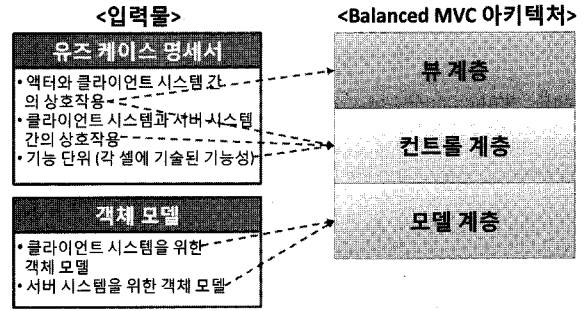 <입력물>
<Balanced MVC 아키텍처>
유즈 케이스 명세서
• 액터와 클라이언트 시스템 간
의 상호작용
• 클라이언트 시스템과 서버 시스템
간의 상호작용
• 기능 단위 (각 셀에 기술된 기능성)
객체 모델
• 클라이언트 시스템을 위한
객체 모델
• 서버 시스템을 위한 객체 모델
뷰 계층
컨트롤 계층
모델 계층